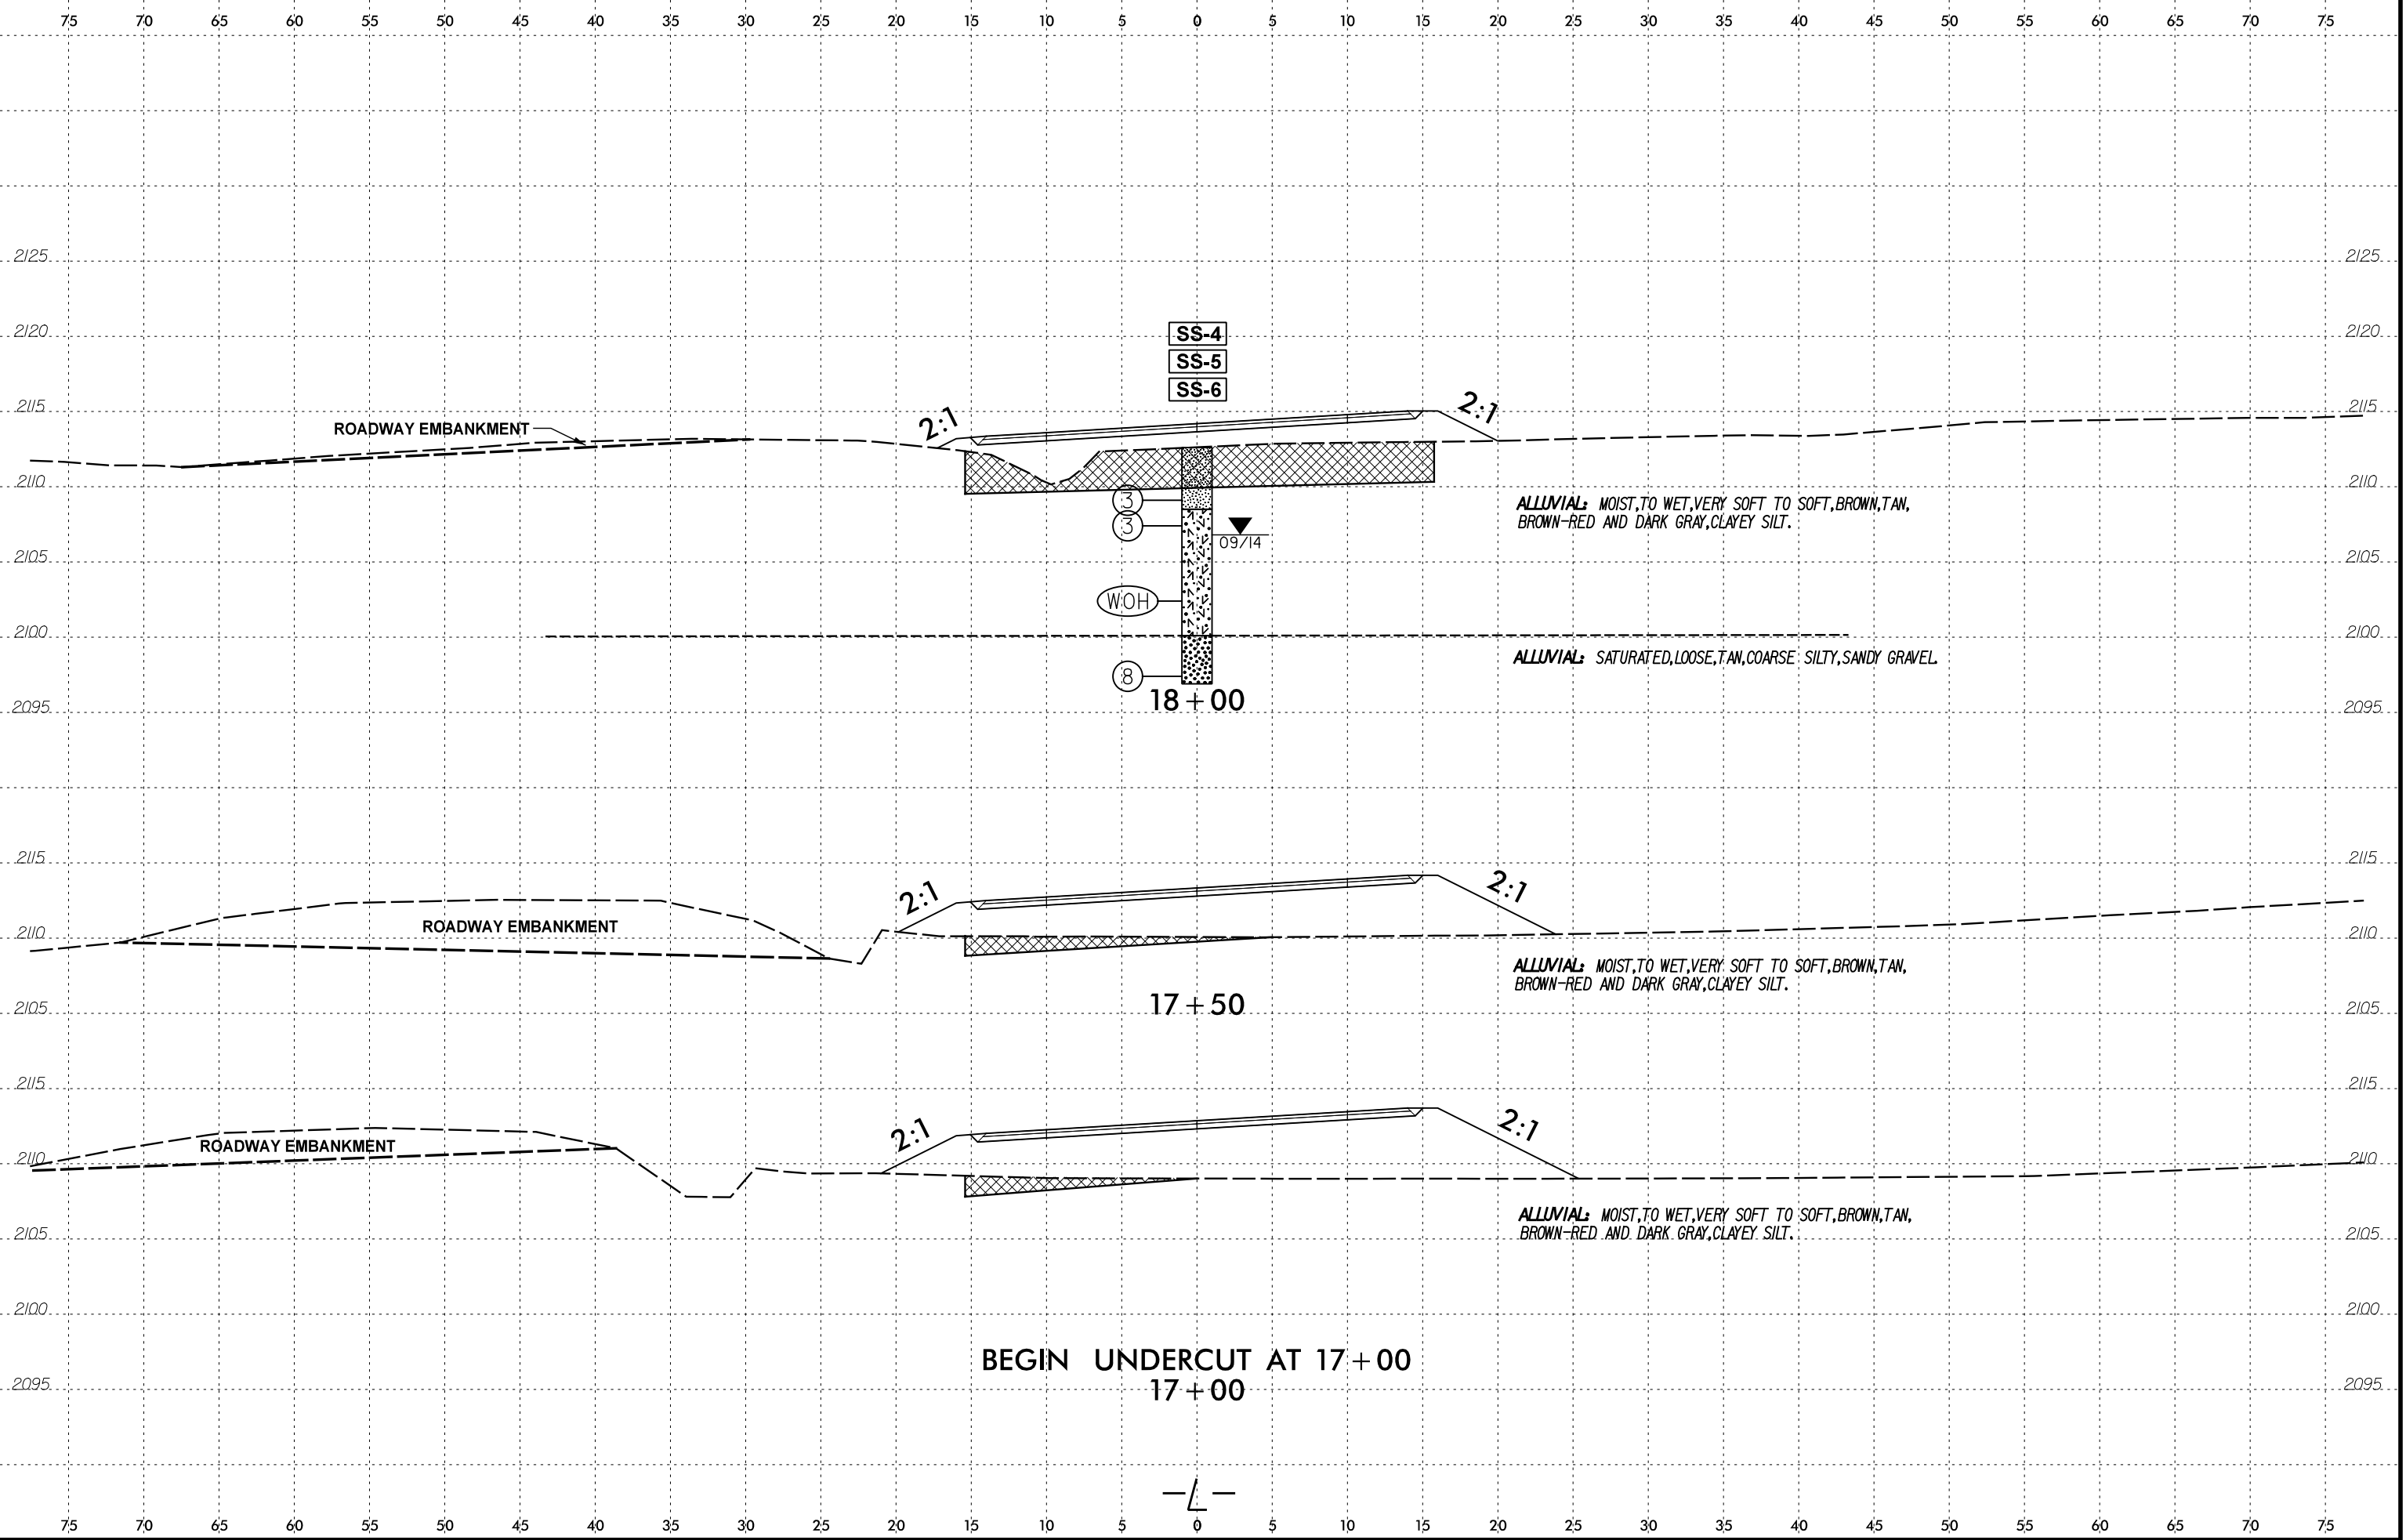 75 70 65 60 55 50 45 40 35 30 25 20 15 10 5 0 5 10 15 20 25 30 35 40 45 50 55 60 65 70 75
2125 2125
2120 2120
SS-4
SS-5
SS-6
2115 2115
ROADWAY EMBANKMENT
2:1 2:1
2110 2110
3
3
09/14
ALLUVIAL: MOIST, TO WET, VERY SOFT TO SOFT, BROWN, TAN,
BROWN-RED AND DARK GRAY, CLAYEY SILT.
2105 2105
WOH
2100 2100
ALLUVIAL: SATURATED, LOOSE, TAN, COARSE SILTY, SANDY GRAVEL.
8
18+00
2095 2095
2115 2115
2:1 2:1
ROADWAY EMBANKMENT
2110 2110
ALLUVIAL: MOIST, TO WET, VERY SOFT TO SOFT, BROWN, TAN,
BROWN-RED AND DARK GRAY, CLAYEY SILT.
17+50
2105 2105
2115 2115
2:1 2:1
ROADWAY EMBANKMENT
2110 2110
ALLUVIAL: MOIST, TO WET, VERY SOFT TO SOFT, BROWN, TAN,
BROWN-RED AND DARK GRAY, CLAYEY SILT.
2105 2105
2100 2100
BEGIN UNDERCUT AT 17+00
17+00
2095 2095
-L-
75 70 65 60 55 50 45 40 35 30 25 20 15 10 5 0 5 10 15 20 25 30 35 40 45 50 55 60 65 70 75